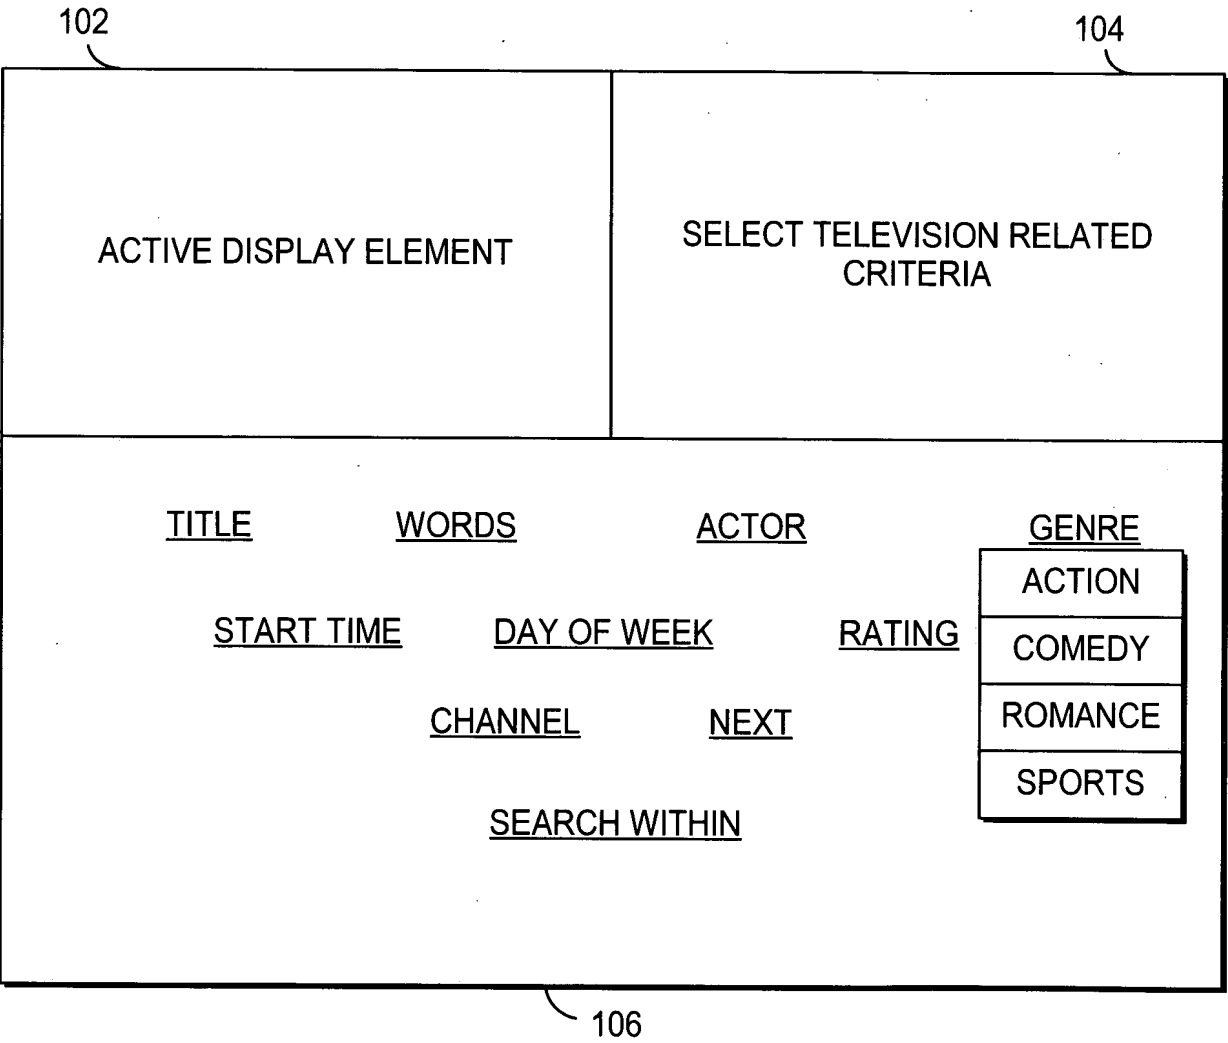 102
104
ACTIVE DISPLAY ELEMENT
SELECT TELEVISION RELATED
CRITERIA
TITLE WORDS ACTOR GENRE
ACTION
START TIME DAY OF WEEK RATING
COMEDY
CHANNEL NEXT
ROMANCE
SPORTS
SEARCH WITHIN
106